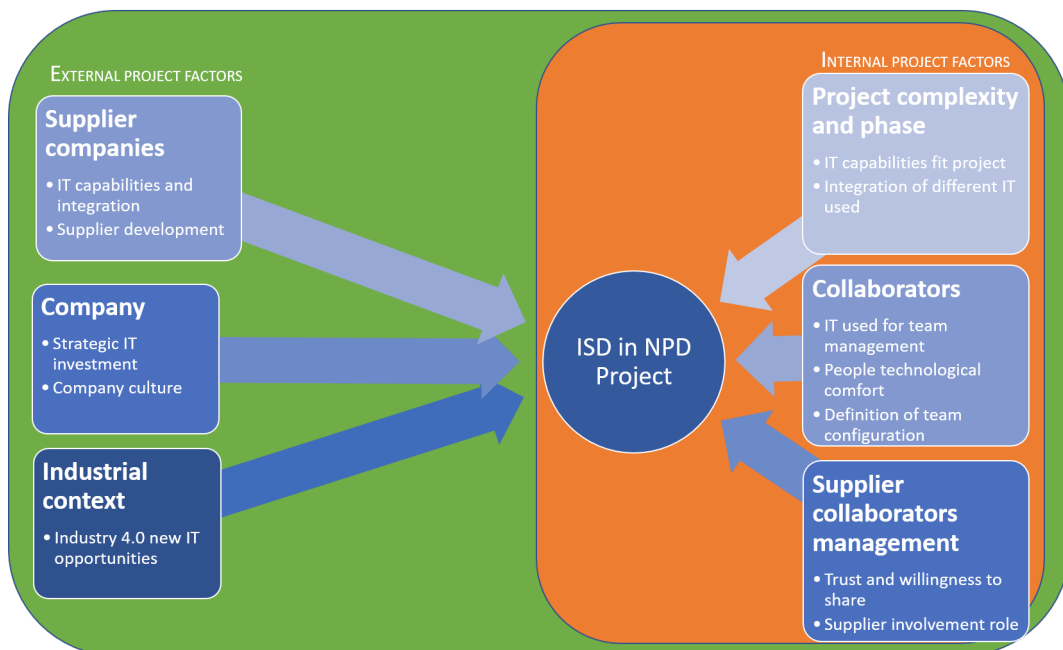 EXTERNAL PROJECT FACTORS
Supplier
companies
• IT capabilities and
integration
• Supplier development
Company
• Strategic IT
investment
• Company culture
Industrial
context
• Industry 4.0 new IT
opportunities
ISD in NPD
Project
INTERNAL PROJECT FACTORS
Project complexity
and phase
• IT capabilities fit project
• Integration of different IT
used
Collaborators
• IT used for team
management
• People technological
comfort
• Definition of team
configuration
Supplier
collaborators
management
• Trust and willingness to
share
• Supplier involvement role